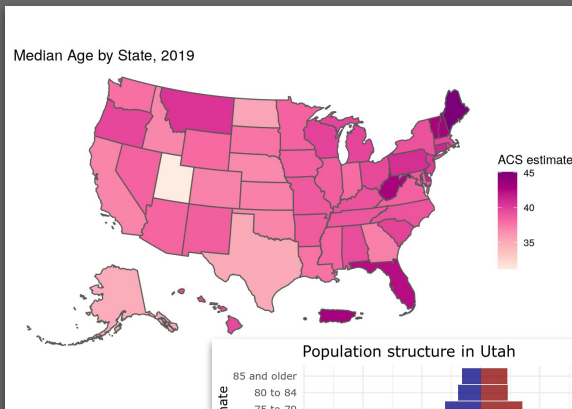 Median Age by State, 2019
ACS estimate
45
40
35
Population structure in Utah
85 and older
80 to 84